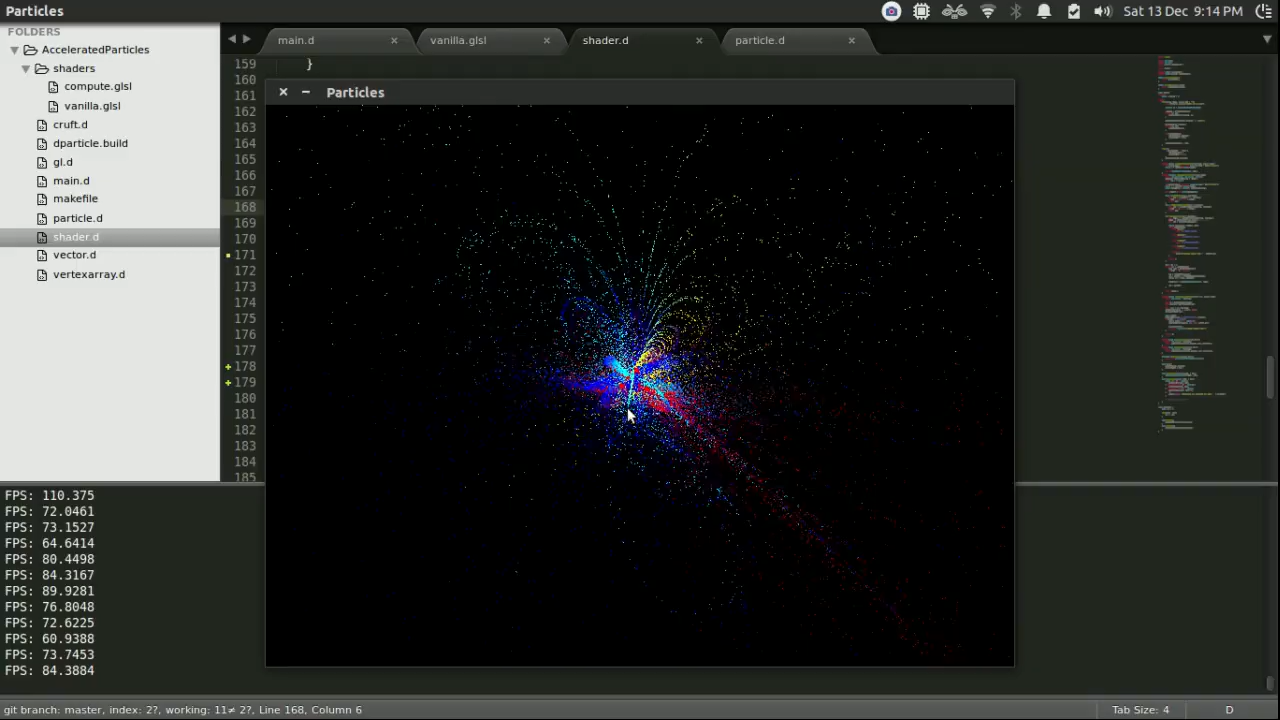 Particles
Sat 13 Dec 9:14 PM
FOLDERS
AcceleratedParticles
shaders
compute.glsl
vanilla.glsl
cruft.d
dparticle.build
gl.d
main.d
makefile
particle.d
shader.d
vector.d
vertexarray.d
main.d
vanilla.glsl
shader.d
particle.d
159 }
160
161
162
163
164
165
166
167
168
169
170
171
172
173
174
175
176
177
178
179
180
181
182
183
184
185
Particles
FPS: 110.375
FPS: 72.0461
FPS: 73.1527
FPS: 64.6414
FPS: 80.4498
FPS: 84.3167
FPS: 89.9281
FPS: 76.8048
FPS: 72.6225
FPS: 60.9388
FPS: 73.7453
FPS: 84.3884
git branch: master, index: 2?, working: 11≠ 2?, Line 168, Column 6
Tab Size: 4
D